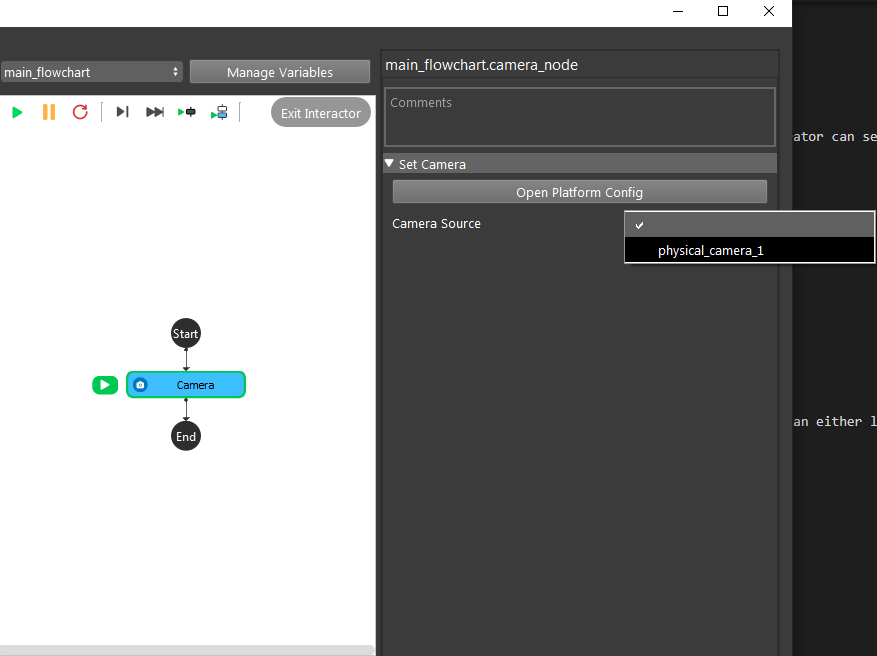 main_flowchart
Manage Variables
Exit Interactor
Start
Camera
End
main_flowchart.camera_node
Comments
Set Camera
Open Platform Config
Camera Source
physical_camera_1
ator can se
an either l